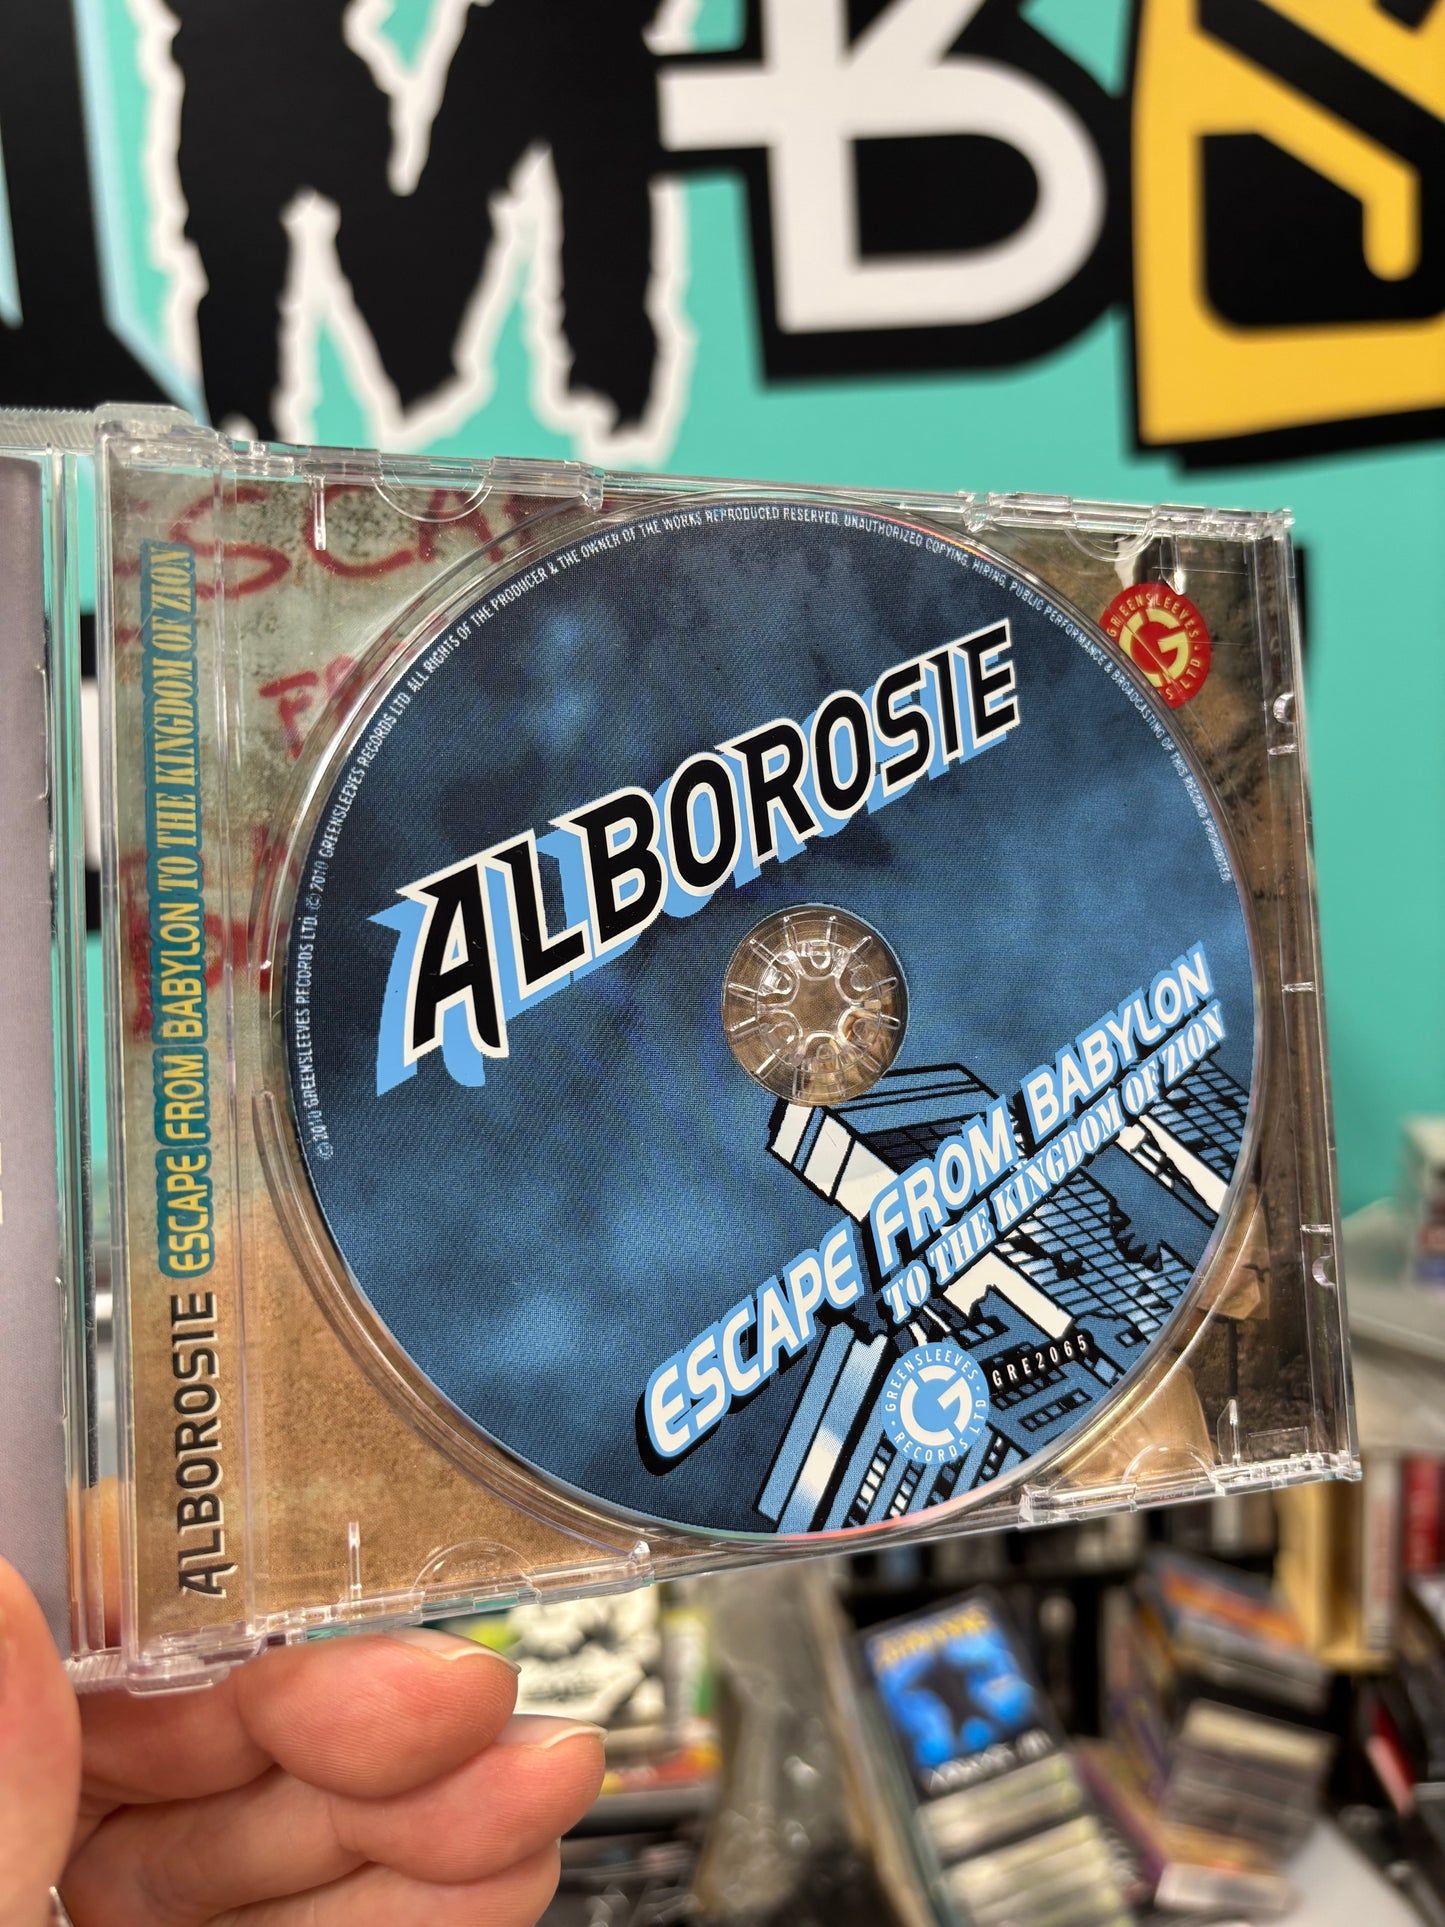 MBS
ALBOROSIE ESCAPE FROM BABYLON TO THE KINGDOM OF ZION
ESCA
GREENSLEEVES
G
S LTD
℗ 2010 GREENSLEEVES RECORDS LTD. © 2010 GREENSLEEVES RECORDS LTD. ALL RIGHTS OF THE PRODUCER & THE OWNER OF THE WORKS REPRODUCED RESERVED. UNAUTHORIZED COPYING, HIRING, PUBLIC PERFORMANCE & BROADCASTING OF THIS RECORD PROHIBITED.
ALBOROSIE
ESCAPE FROM BABYLON
TO THE KINGDOM OF ZION
GREENSLEEVES
G
RECORDS LTD
GRE2065